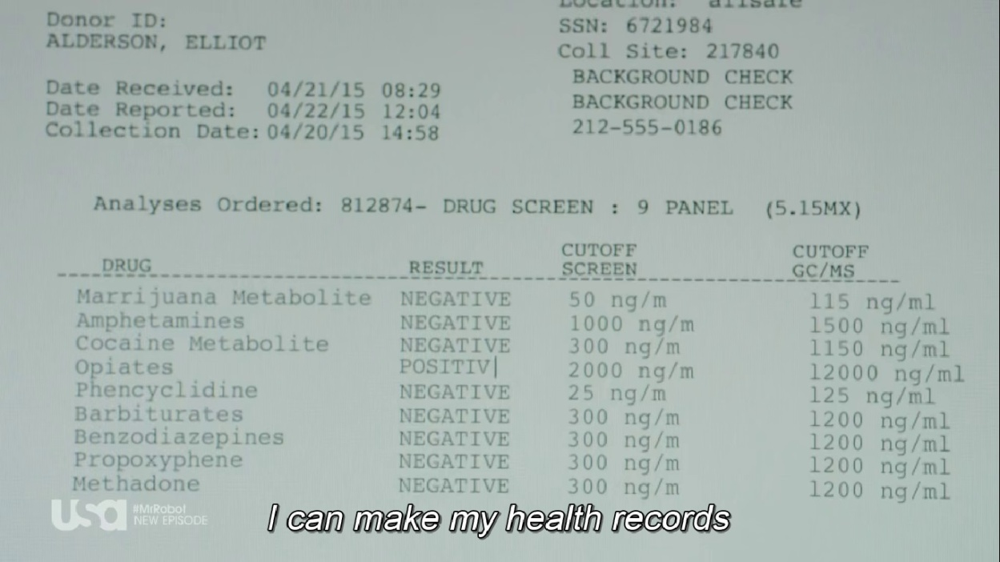 Location: allsafe
Donor ID:
ALDERSON, ELLIOT
SSN: 6721984
Coll Site: 217840
BACKGROUND CHECK
BACKGROUND CHECK
212-555-0186
Date Received: 04/21/15 08:29
Date Reported: 04/22/15 12:04
Collection Date: 04/20/15 14:58
Analyses Ordered: 812874- DRUG SCREEN : 9 PANEL (5.15MX)
DRUG RESULT CUTOFF SCREEN CUTOFF GC/MS
Marrijuana Metabolite NEGATIVE 50 ng/m 115 ng/ml
Amphetamines NEGATIVE 1000 ng/m 1500 ng/ml
Cocaine Metabolite NEGATIVE 300 ng/m 1150 ng/ml
Opiates POSITIV| 2000 ng/m 12000 ng/ml
Phencyclidine NEGATIVE 25 ng/m 125 ng/ml
Barbiturates NEGATIVE 300 ng/m 1200 ng/ml
Benzodiazepines NEGATIVE 300 ng/m 1200 ng/ml
Propoxyphene NEGATIVE 300 ng/m 1200 ng/ml
Methadone NEGATIVE 300 ng/m 1200 ng/ml
usa #MrRobot
NEW EPISODE
I can make my health records